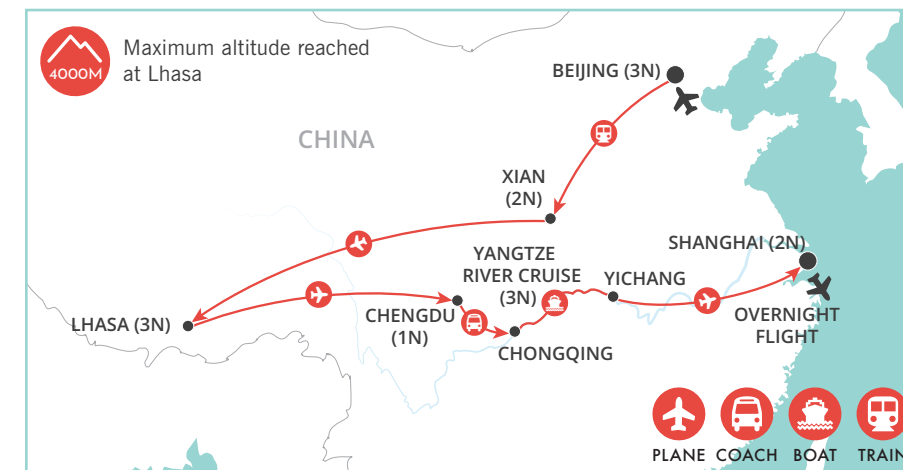 4000M
Maximum altitude reached
at Lhasa
BEIJING (3N)
CHINA
XIAN
(2N)
YANGTZE
RIVER CRUISE
(3N)
SHANGHAI (2N)
YICHANG
LHASA (3N)
CHENGDU
(1N)
CHONGQING
OVERNIGHT
FLIGHT
PLANE COACH BOAT TRAIN